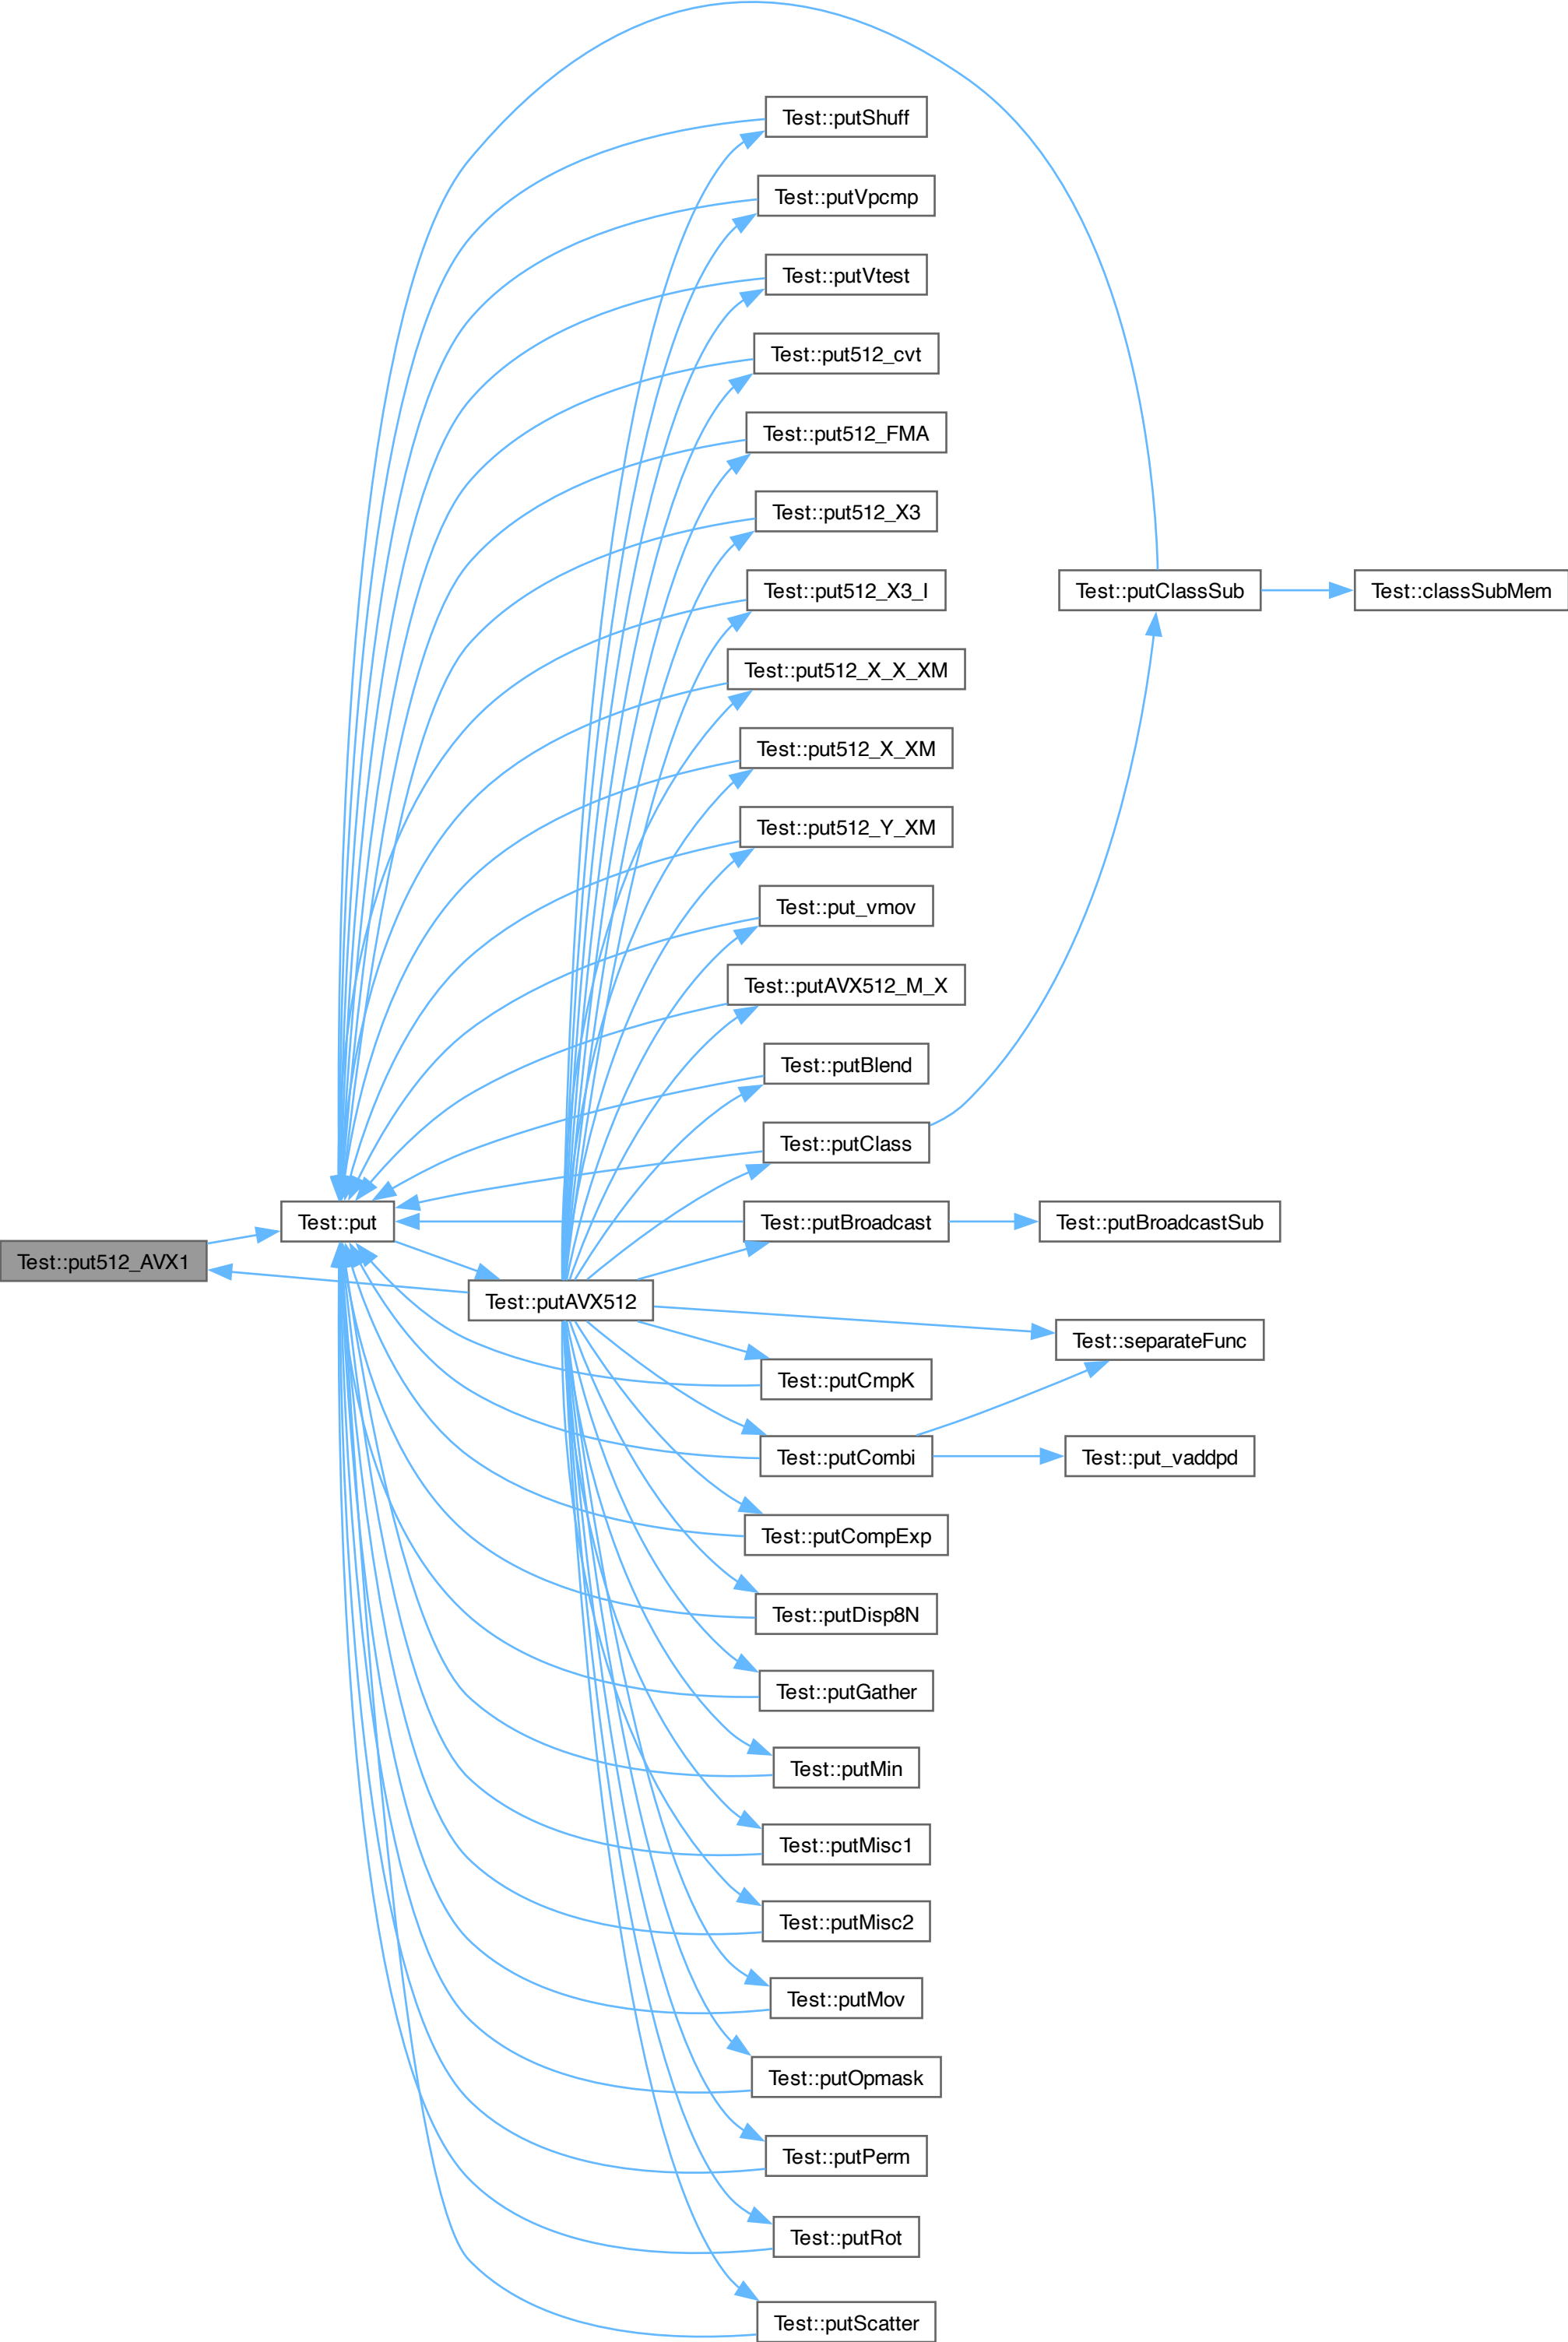 Test::putShuff
Test::putVpcmp
Test::putVtest
Test::put512_cvt
Test::put512_FMA
Test::put512_X3
Test::put512_X3_I
Test::putClassSub
Test::classSubMem
Test::put512_X_X_XM
Test::put512_X_XM
Test::put512_Y_XM
Test::put_vmov
Test::putAVX512_M_X
Test::putBlend
Test::putClass
Test::put
Test::putBroadcast
Test::putBroadcastSub
Test::put512_AVX1
Test::putAVX512
Test::separateFunc
Test::putCmpK
Test::putCombi
Test::put_vaddpd
Test::putCompExp
Test::putDisp8N
Test::putGather
Test::putMin
Test::putMisc1
Test::putMisc2
Test::putMov
Test::putOpmask
Test::putPerm
Test::putRot
Test::putScatter